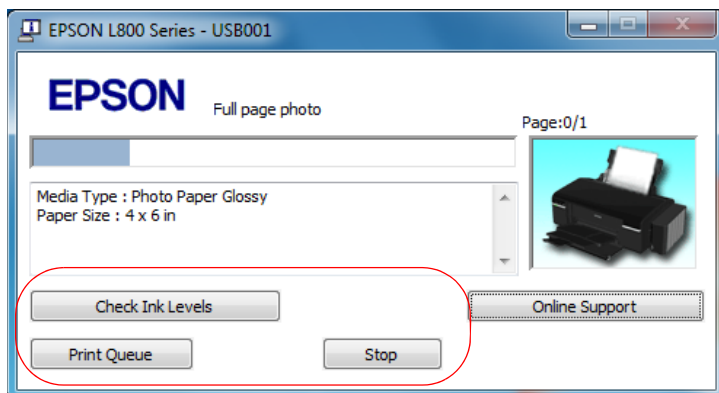 EPSON L800 Series - USB001
EPSON
Full page photo
Page:0/1
Media Type : Photo Paper Glossy
Paper Size : 4 x 6 in
Check Ink Levels
Online Support
Print Queue
Stop